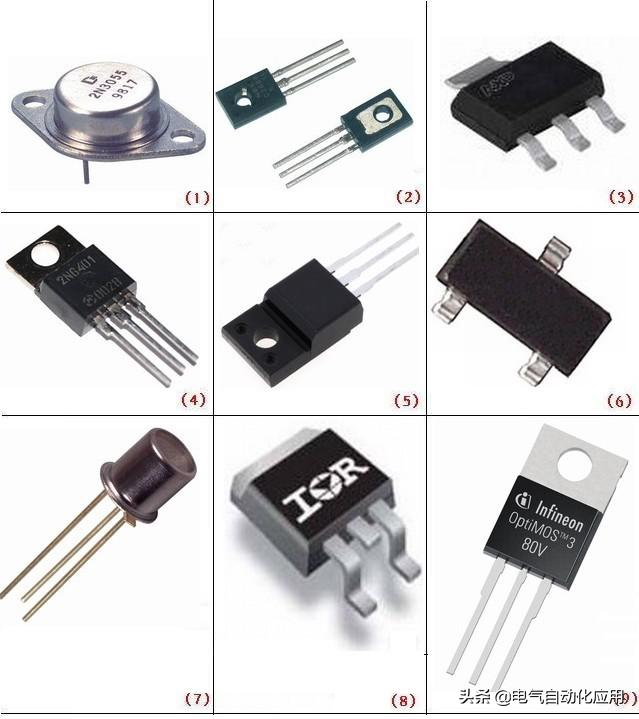 2N3055
9817
(1)
(2)
(3)
2N6401
(4)
(5)
(6)
(7)
IOR
(8)
Infineon
OptiMOS™3
80V
头条 @电气自动化应用
(9)